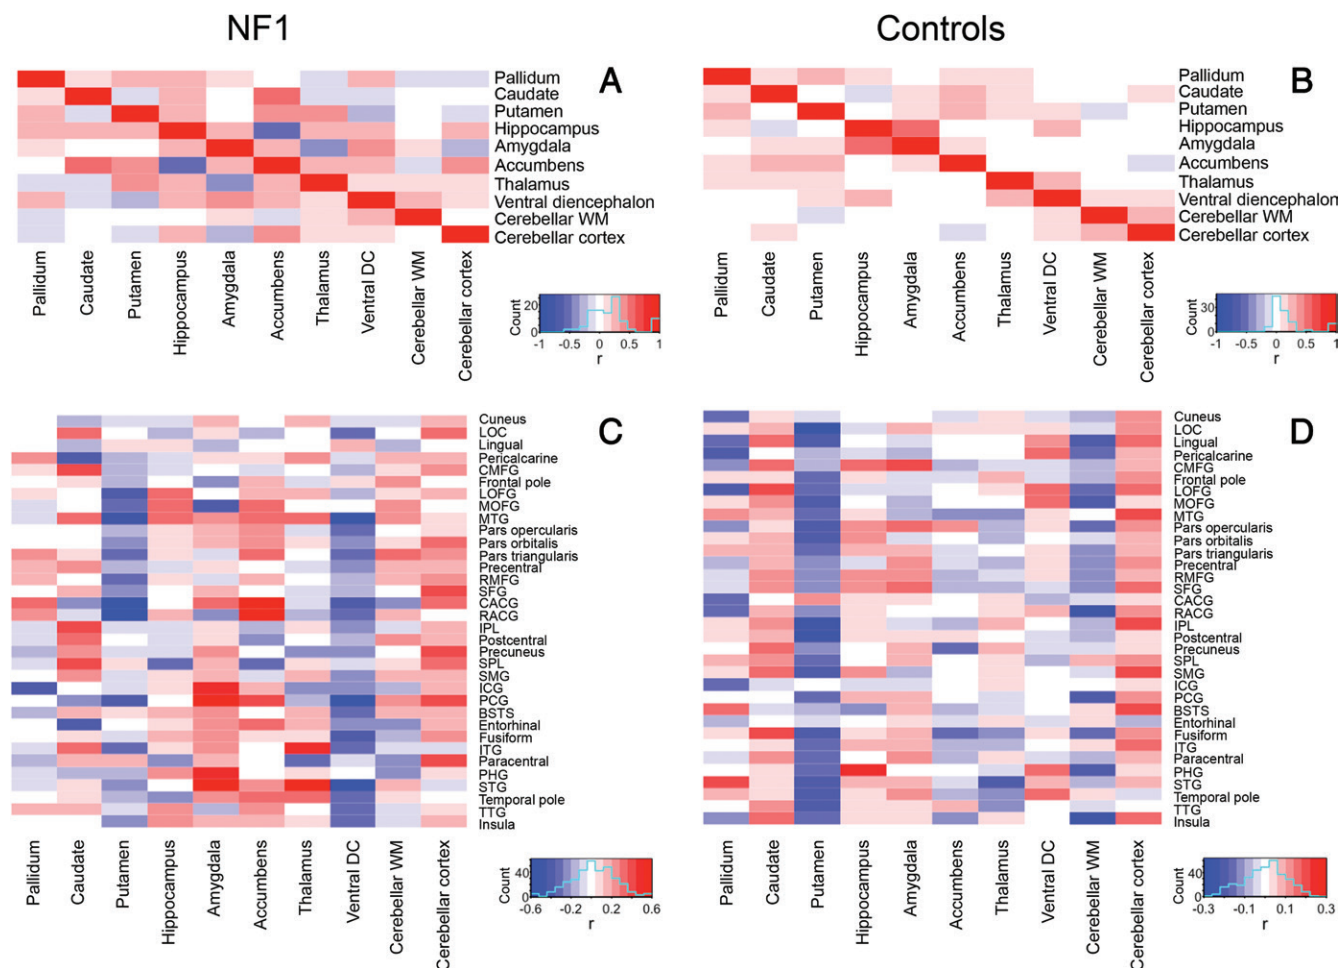 NF1
Controls
A
Pallidum
Caudate
Putamen
Hippocampus
Amygdala
Accumbens
Thalamus
Ventral diencephalon
Cerebellar WM
Cerebellar cortex
Pallidum
Caudate
Putamen
Hippocampus
Amygdala
Accumbens
Thalamus
Ventral DC
Cerebellar WM
Cerebellar cortex
Count
20
0
-1 -0.5 0 0.5 1
r
B
Pallidum
Caudate
Putamen
Hippocampus
Amygdala
Accumbens
Thalamus
Ventral diencephalon
Cerebellar WM
Cerebellar cortex
Pallidum
Caudate
Putamen
Hippocampus
Amygdala
Accumbens
Thalamus
Ventral DC
Cerebellar WM
Cerebellar cortex
Count
30
0
-1 -0.5 0 0.5 1
r
C
Cuneus
LOC
Lingual
Pericalcarine
CMFG
Frontal pole
LOFG
MOFG
MTG
Pars opercularis
Pars orbitalis
Pars triangularis
Precentral
RMFG
SFG
CACG
RACG
IPL
Postcentral
Precuneus
SPL
SMG
ICG
PCG
BSTS
Entorhinal
Fusiform
ITG
Paracentral
PHG
STG
Temporal pole
TTG
Insula
Pallidum
Caudate
Putamen
Hippocampus
Amygdala
Accumbens
Thalamus
Ventral DC
Cerebellar WM
Cerebellar cortex
Count
40
0
-0.6 -0.2 0.2 0.6
r
D
Cuneus
LOC
Lingual
Pericalcarine
CMFG
Frontal pole
LOFG
MOFG
MTG
Pars opercularis
Pars orbitalis
Pars triangularis
Precentral
RMFG
SFG
CACG
RACG
IPL
Postcentral
Precuneus
SPL
SMG
ICG
PCG
BSTS
Entorhinal
Fusiform
ITG
Paracentral
PHG
STG
Temporal pole
TTG
Insula
Pallidum
Caudate
Putamen
Hippocampus
Amygdala
Accumbens
Thalamus
Ventral DC
Cerebellar WM
Cerebellar cortex
Count
40
0
-0.3 -0.1 0.1 0.3
r